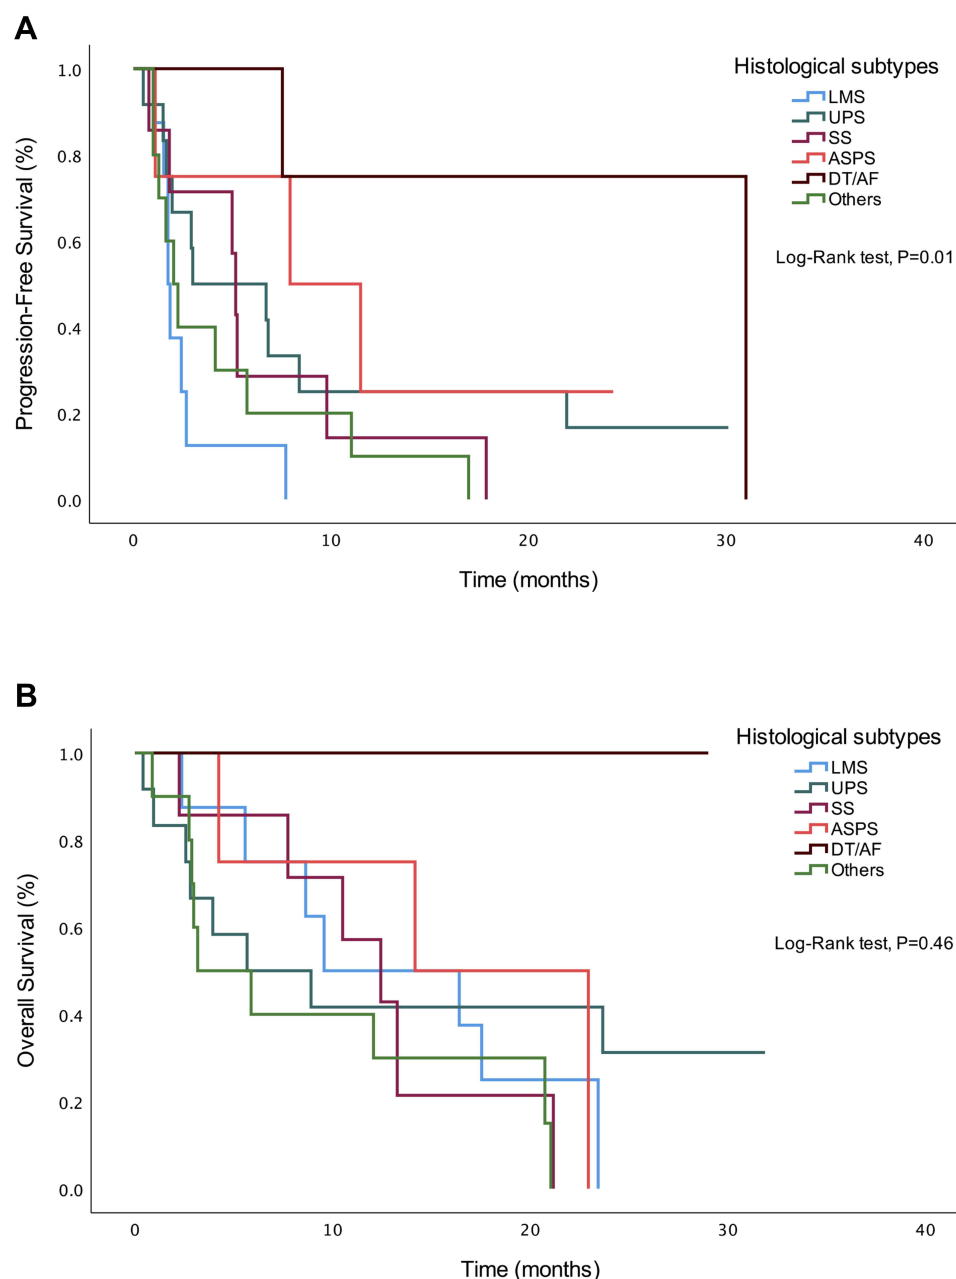 A
Histological subtypes
LMS
UPS
SS
ASPS
DT/AF
Others
Log-Rank test, P=0.01
Progression-Free Survival (%)
1.0
0.8
0.6
0.4
0.2
0.0
0 10 20 30 40
Time (months)
B
Histological subtypes
LMS
UPS
SS
ASPS
DT/AF
Others
Log-Rank test, P=0.46
Overall Survival (%)
1.0
0.8
0.6
0.4
0.2
0.0
0 10 20 30 40
Time (months)